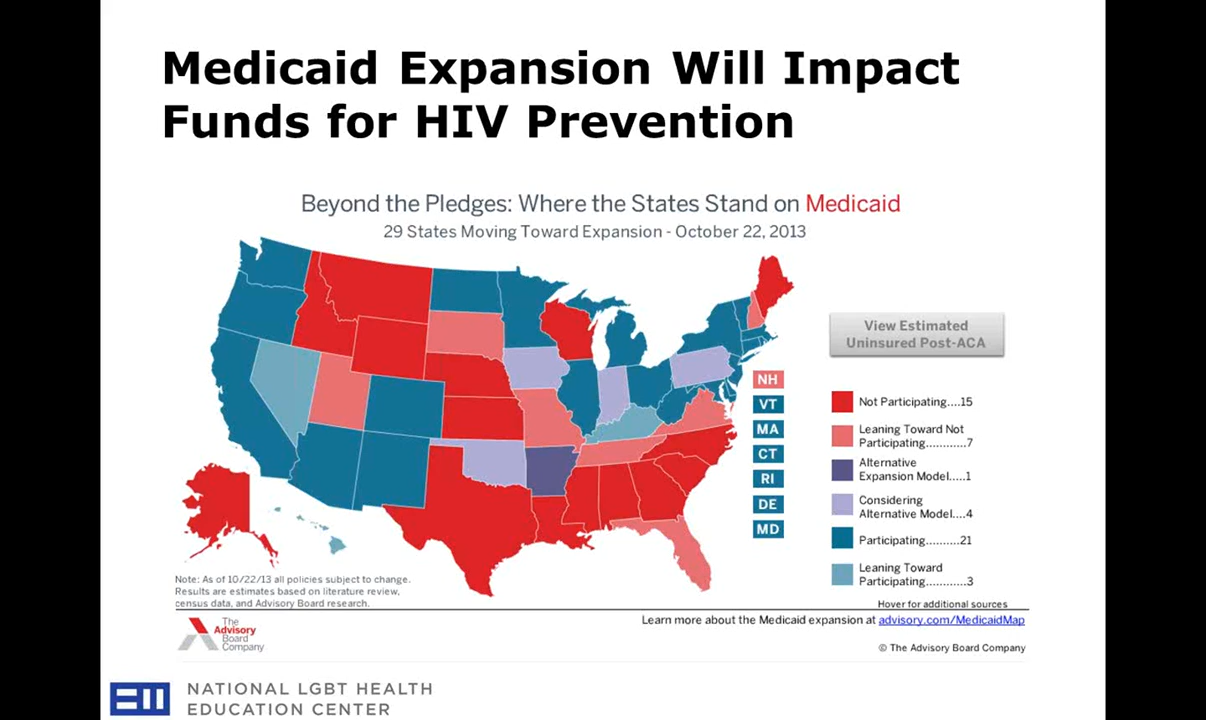 Medicaid Expansion Will Impact
Funds for HIV Prevention
Beyond the Pledges: Where the States Stand on Medicaid
29 States Moving Toward Expansion - October 22, 2013
View Estimated
Uninsured Post-ACA
NH
VT
MA
CT
RI
DE
MD
Not Participating....15
Leaning Toward Not
Participating............7
Alternative
Expansion Model.....1
Considering
Alternative Model....4
Participating..........21
Leaning Toward
Participating............3
Note: As of 10/22/13 all policies subject to change.
Results are estimates based on literature review,
census data, and Advisory Board research.
Hover for additional sources
The
Advisory
Board
Company
Learn more about the Medicaid expansion at advisory.com/MedicaidMap
© The Advisory Board Company
NATIONAL LGBT HEALTH
EDUCATION CENTER